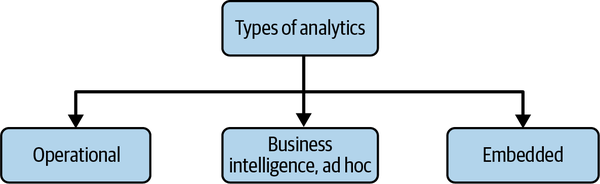 Types of analytics
Operational
Business
intelligence, ad hoc
Embedded